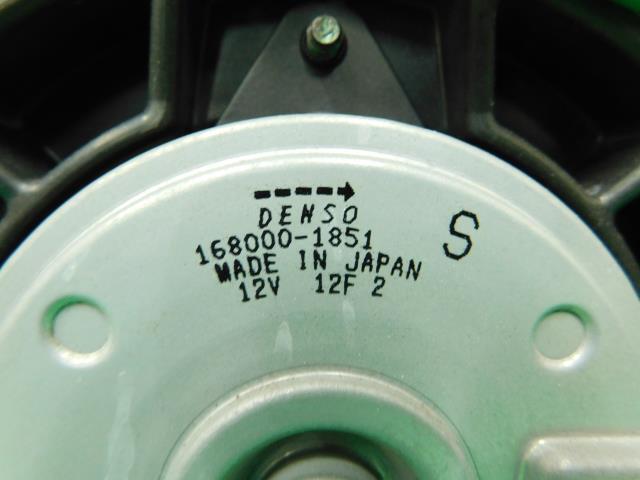 DENSO
168000-1851
S
MADE IN JAPAN
12V 12F 2